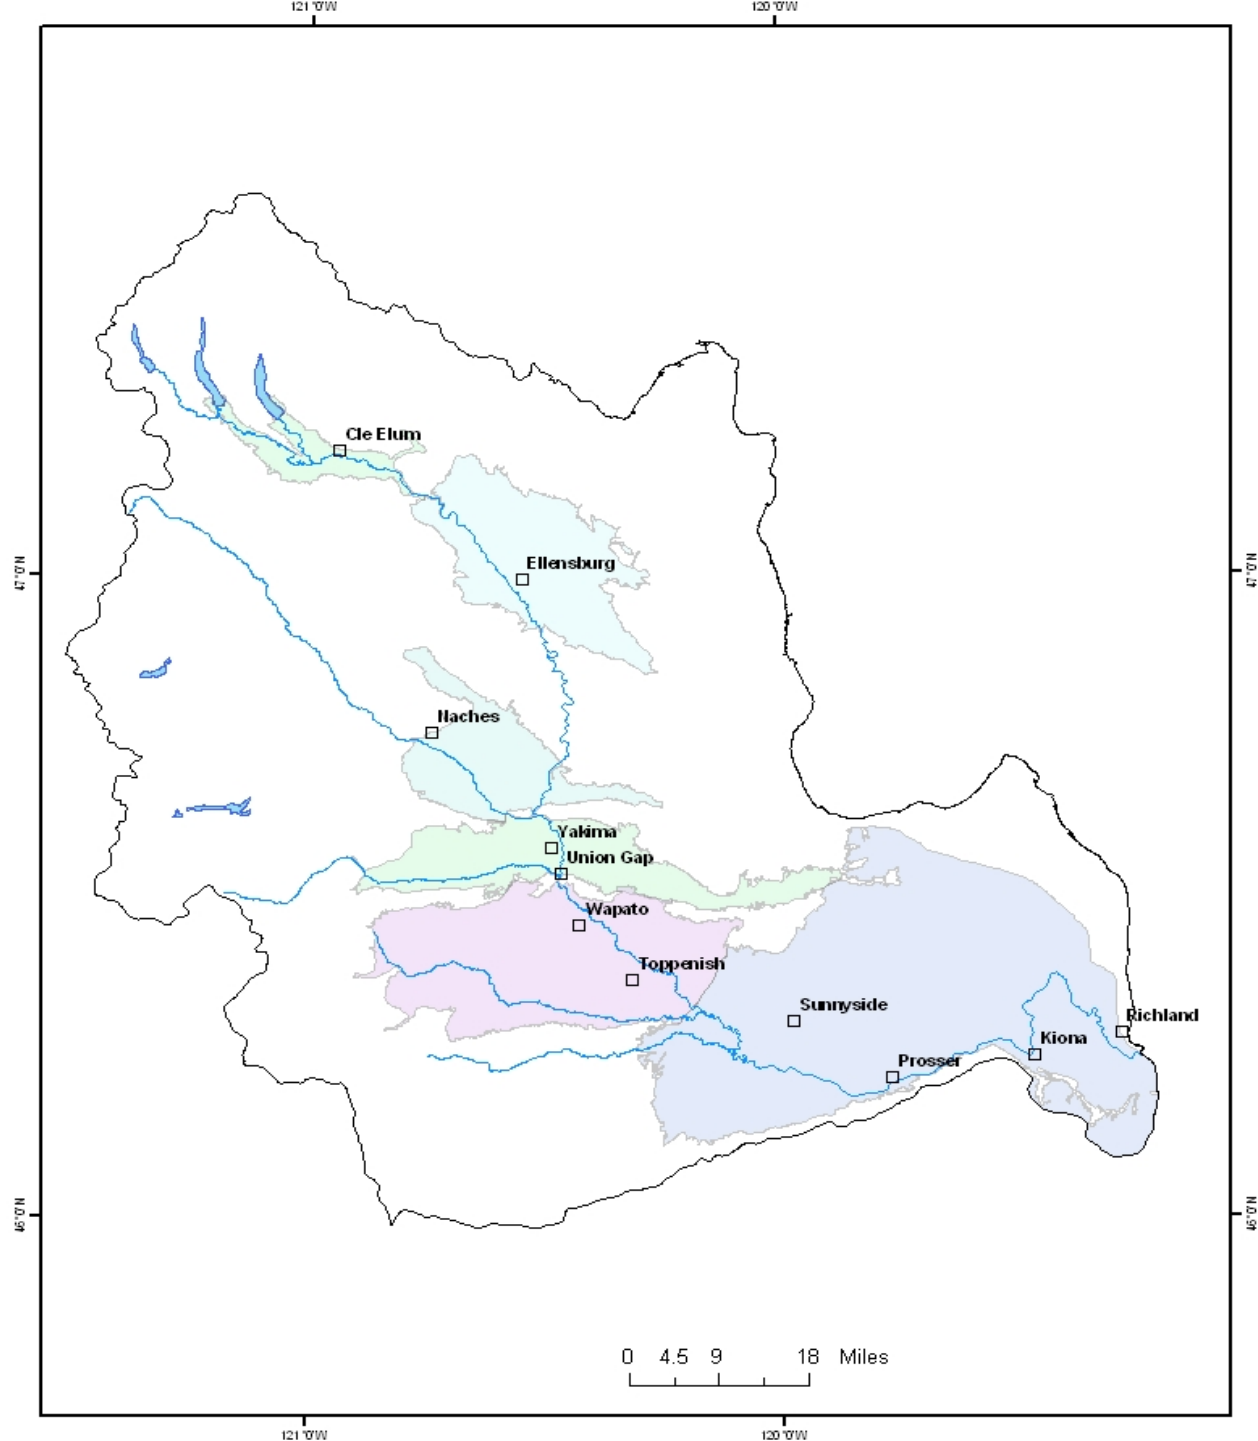 121°0'W 120°0'W
Cle Elum
Ellensburg
47°0'N 47°0'N
Naches
Yakima
Union Gap
Wapato
Toppenish
Sunnyside
Richland
Kiona
Prosser
46°0'N 46°0'N
0 4.5 9 18 Miles
121°0'W 120°0'W